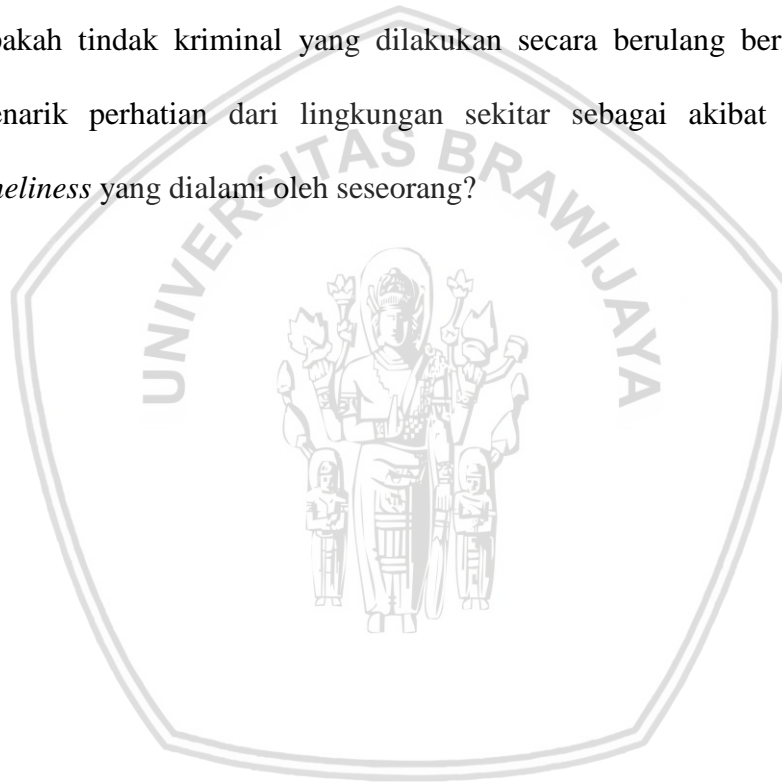 pakah tindak kriminal yang dilakukan secara berulang ber
enarik perhatian dari lingkungan sekitar sebagai akibat
neliness yang dialami oleh seseorang?
UNIVERSITAS BRAWIJAYA